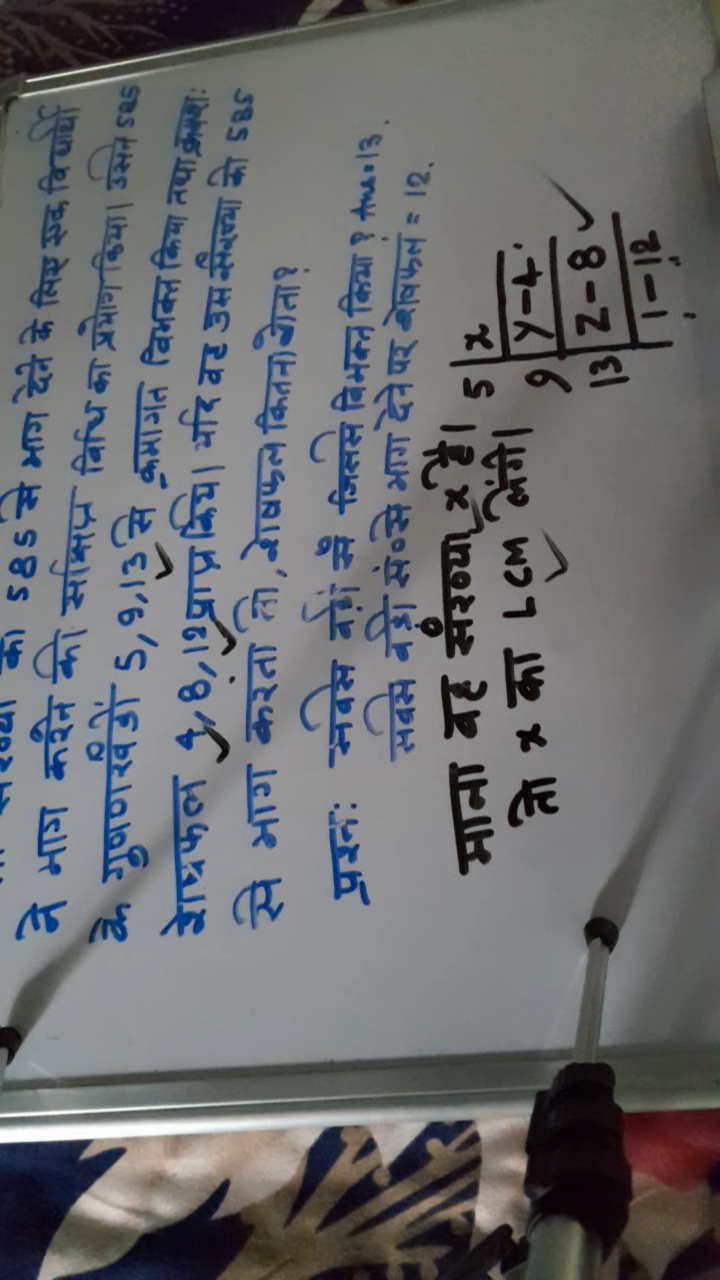 संख्या को 585 से भाग देने के लिए एक विद्यार्थी
ने भाग करने की संक्षिप्त विधि का प्रयोग किया। उसने 585
के गुणनखंडों 5, 9, 13 से क्रमागत विभक्त किया तथा क्रमशः
शेषफल 4, 8, 12 प्राप्त किये। यदि वह उस संख्या को 585
से भाग करता तो, शेषफल कितना होता?
प्रश्न: सबसे बड़ी सं जिससे विभक्त किया? Ans=13.
सबसे बड़ी सं० से भाग देने पर शेषफल = 12.
माना वह संख्या x है।
तो x का LCM लेंगे।
5 x
9 y-4
13 z-8
1-12